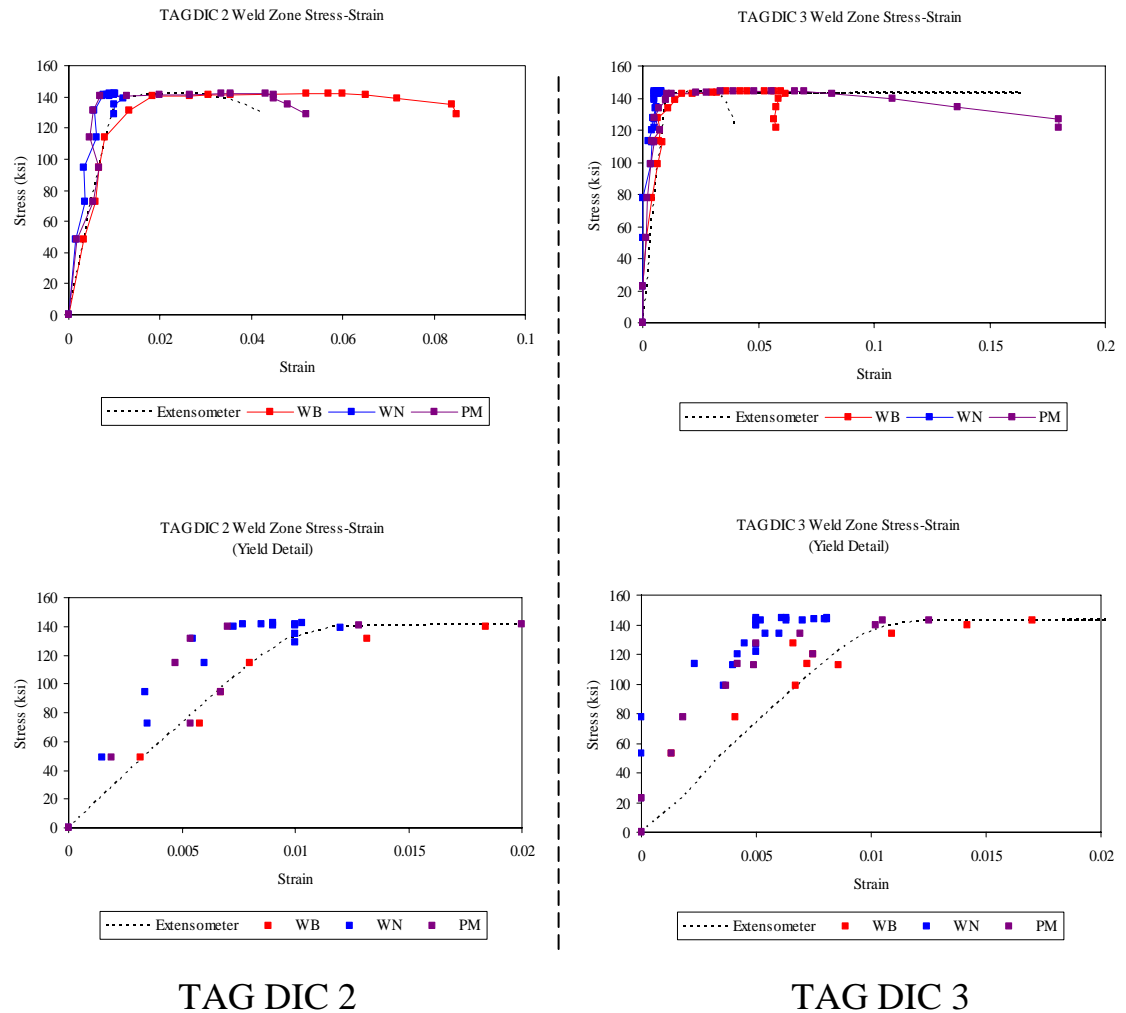 TAG DIC 2 Weld Zone Stress-Strain
160
140
120
100
80
60
40
20
0
Stress (ksi)
0 0.02 0.04 0.06 0.08 0.1
Strain
Extensometer WB WN PM
TAG DIC 3 Weld Zone Stress-Strain
160
140
120
100
80
60
40
20
0
Stress (ksi)
0 0.05 0.1 0.15 0.2
Strain
Extensometer WB WN PM
TAG DIC 2 Weld Zone Stress-Strain
(Yield Detail)
160
140
120
100
80
60
40
20
0
Stress (ksi)
0 0.005 0.01 0.015 0.02
Strain
Extensometer WB WN PM
TAG DIC 3 Weld Zone Stress-Strain
(Yield Detail)
160
140
120
100
80
60
40
20
0
Stress (ksi)
0 0.005 0.01 0.015 0.02
Strain
Extensometer WB WN PM
TAG DIC 2
TAG DIC 3